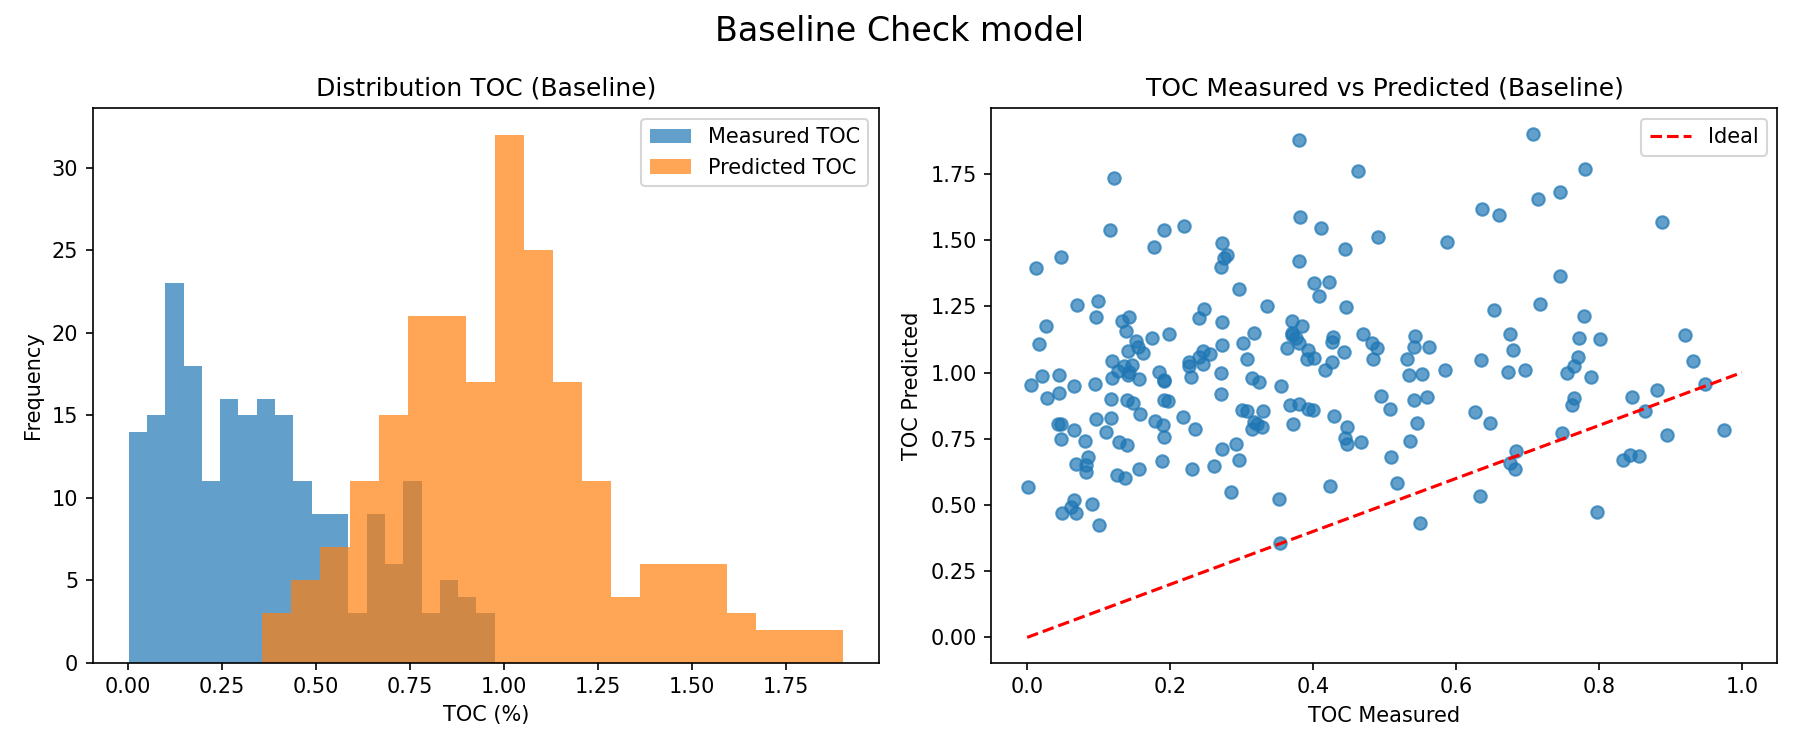 Baseline Check model
Distribution TOC (Baseline)
Measured TOC
Predicted TOC
Frequency
30
25
20
15
10
5
0
0.00 0.25 0.50 0.75 1.00 1.25 1.50 1.75
TOC (%)
TOC Measured vs Predicted (Baseline)
Ideal
TOC Predicted
1.75
1.50
1.25
1.00
0.75
0.50
0.25
0.00
0.0 0.2 0.4 0.6 0.8 1.0
TOC Measured